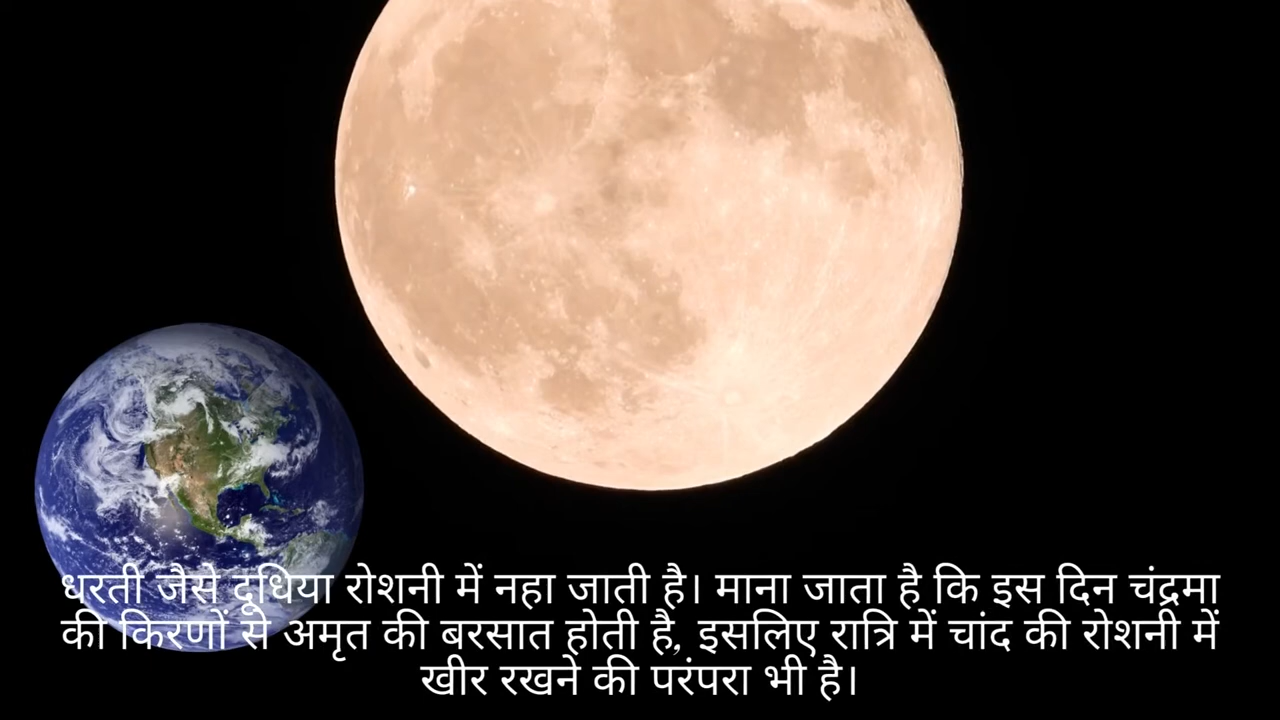 धरती जैसे दूधिया रोशनी में नहा जाती है। माना जाता है कि इस दिन चंद्रमा
की किरणों से अमृत की बरसात होती है, इसलिए रात्रि में चांद की रोशनी में
खीर रखने की परंपरा भी है।